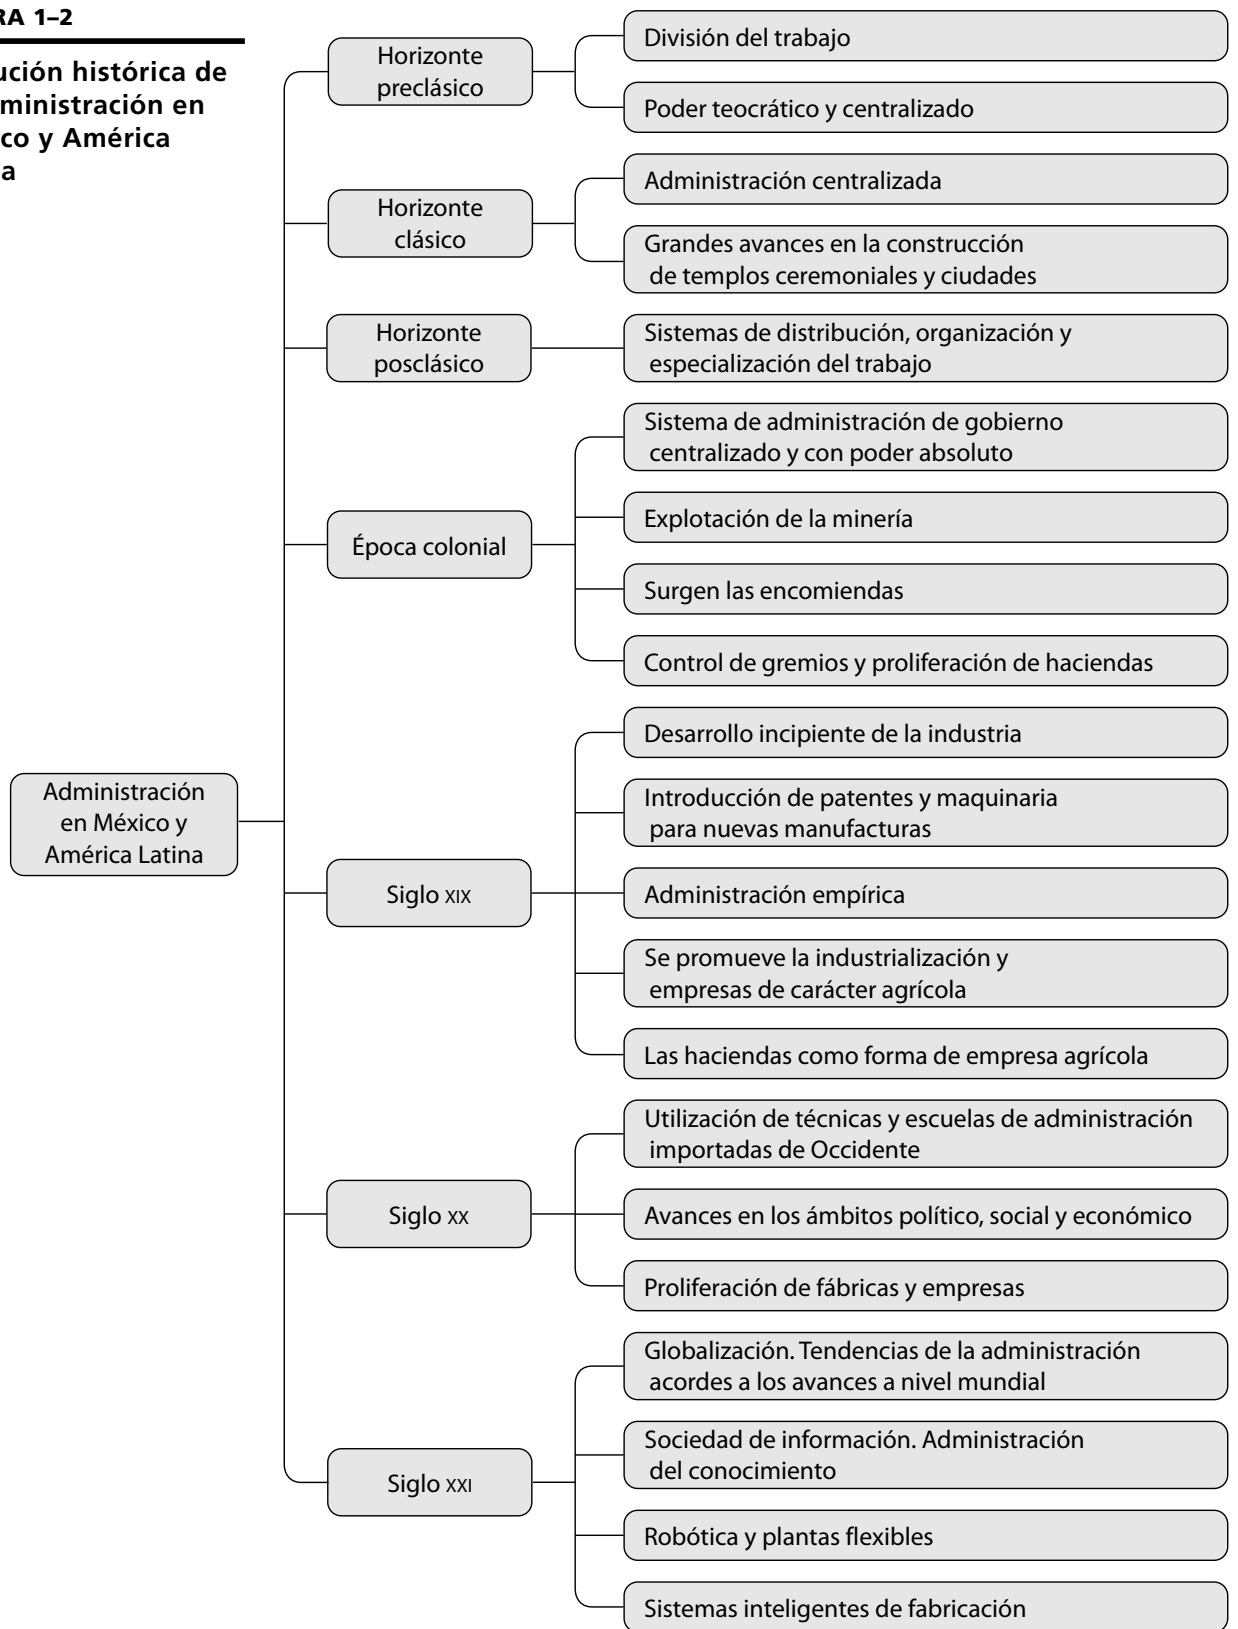 RA 1–2
ución histórica de
ministración en
co y América
a
Horizonte
preclásico
División del trabajo
Poder teocrático y centralizado
Horizonte
clásico
Administración centralizada
Grandes avances en la construcción
de templos ceremoniales y ciudades
Horizonte
posclásico
Sistemas de distribución, organización y
especialización del trabajo
Época colonial
Sistema de administración de gobierno
centralizado y con poder absoluto
Explotación de la minería
Surgen las encomiendas
Control de gremios y proliferación de haciendas
Administración
en México y
América Latina
Siglo XIX
Desarrollo incipiente de la industria
Introducción de patentes y maquinaria
para nuevas manufacturas
Administración empírica
Se promueve la industrialización y
empresas de carácter agrícola
Las haciendas como forma de empresa agrícola
Siglo XX
Utilización de técnicas y escuelas de administración
importadas de Occidente
Avances en los ámbitos político, social y económico
Proliferación de fábricas y empresas
Siglo XXI
Globalización. Tendencias de la administración
acordes a los avances a nivel mundial
Sociedad de información. Administración
del conocimiento
Robótica y plantas flexibles
Sistemas inteligentes de fabricación